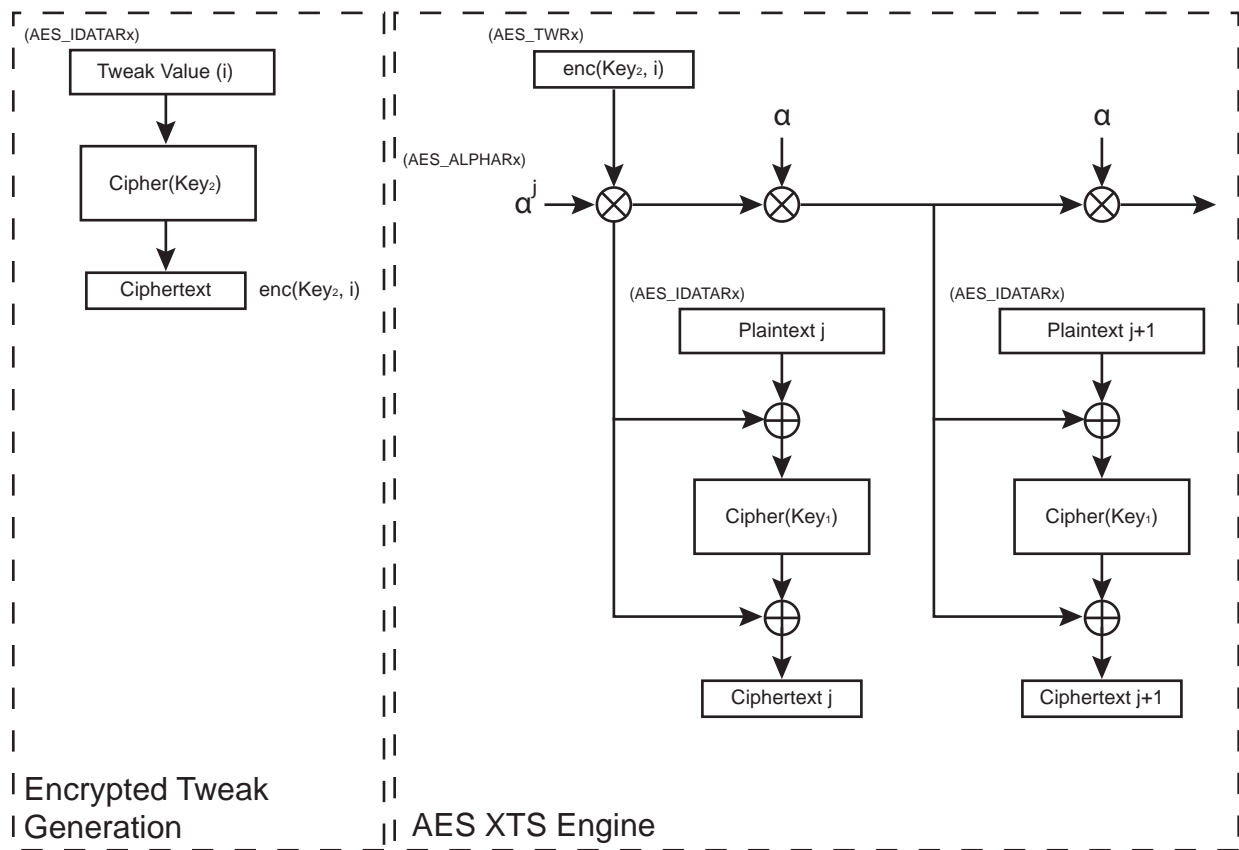 (AES_IDATARx)
Tweak Value (i)
Cipher(Key₂)
Ciphertext
enc(Key₂, i)
Encrypted Tweak
Generation
(AES_TWRx)
enc(Key₂, i)
α
α
(AES_ALPHARx)
αʲ
(AES_IDATARx)
(AES_IDATARx)
Plaintext j
Plaintext j+1
Cipher(Key₁)
Cipher(Key₁)
Ciphertext j
Ciphertext j+1
AES XTS Engine